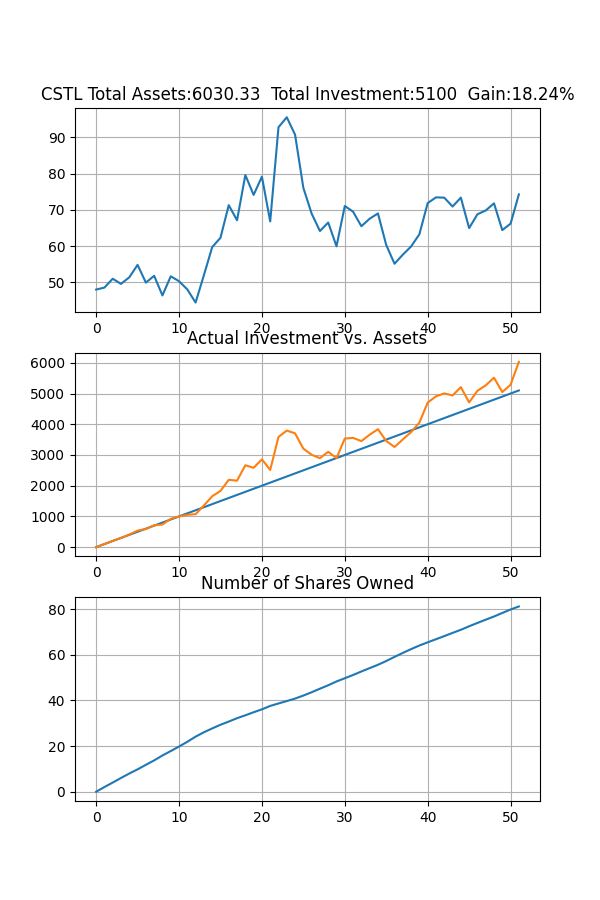 CSTL Total Assets:6030.33  Total Investment:5100  Gain:18.24%
90
80
70
60
50
0 10 20 30 40 50
Actual Investment vs. Assets
6000
5000
4000
3000
2000
1000
0
0 10 20 30 40 50
Number of Shares Owned
80
60
40
20
0
0 10 20 30 40 50